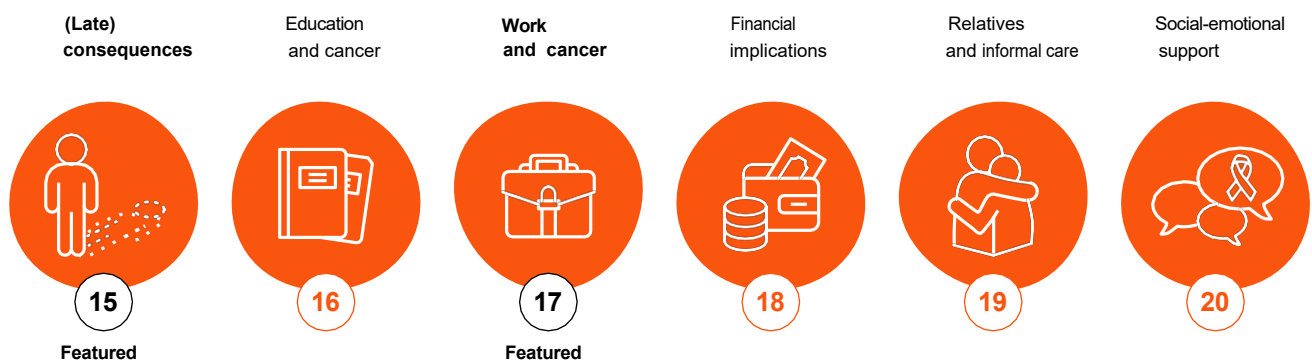 (Late)
consequences
Education
and cancer
Work
and cancer
Financial
implications
Relatives
and informal care
Social-emotional
support
15
16
17
18
19
20
Featured
Featured